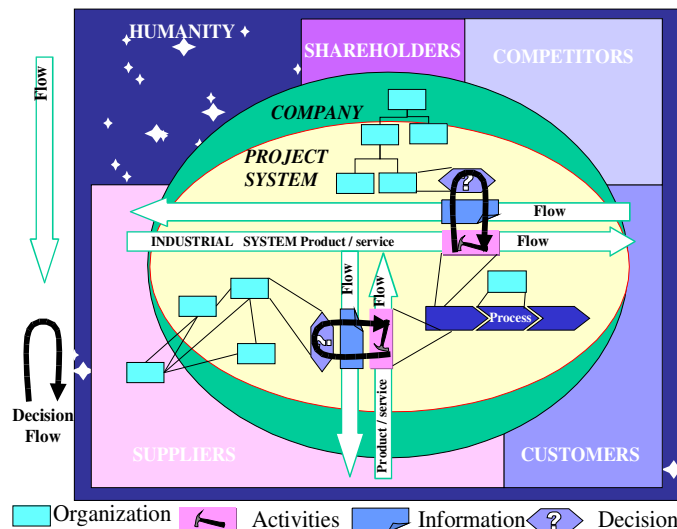 HUMANITY
SHAREHOLDERS
COMPETITORS
Flow
COMPANY
PROJECT
SYSTEM
?
Flow
INDUSTRIAL SYSTEM Product / service
Flow
Flow
Flow
Process
?
Decision
Flow
Product / service
SUPPLIERS
CUSTOMERS
Organization
Activities
Information
?
Decision